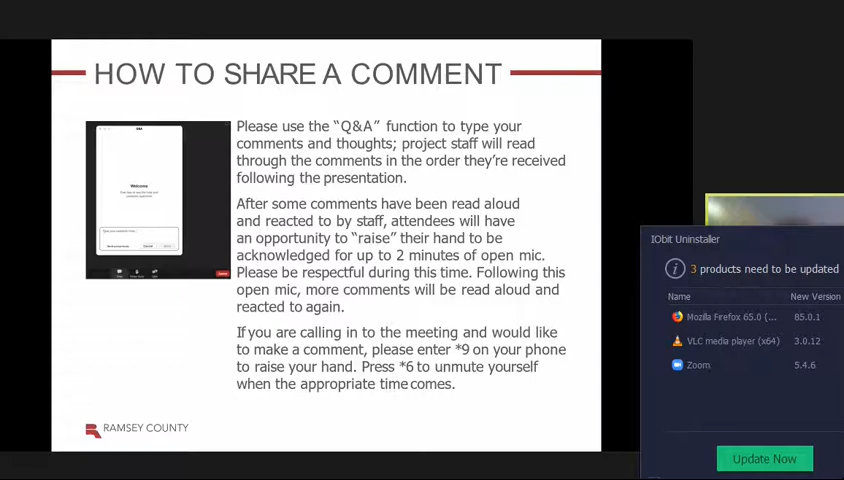 HOW TO SHARE A COMMENT
Please use the "Q&A" function to type your
comments and thoughts; project staff will read
through the comments in the order they're received
following the presentation.
After some comments have been read aloud
and reacted to by staff, attendees will have
an opportunity to "raise" their hand to be
acknowledged for up to 2 minutes of open mic.
Please be respectful during this time. Following this
open mic, more comments will be read aloud and
reacted to again.
If you are calling in to the meeting and would like
to make a comment, please enter *9 on your phone
to raise your hand. Press *6 to unmute yourself
when the appropriate time comes.
RAMSEY COUNTY
Q&A
Welcome
IObit Uninstaller
3 products need to be updated
Name New Version
Mozilla Firefox 65.0 (... 85.0.1
VLC media player (x64) 3.0.12
Zoom 5.4.6
Update Now